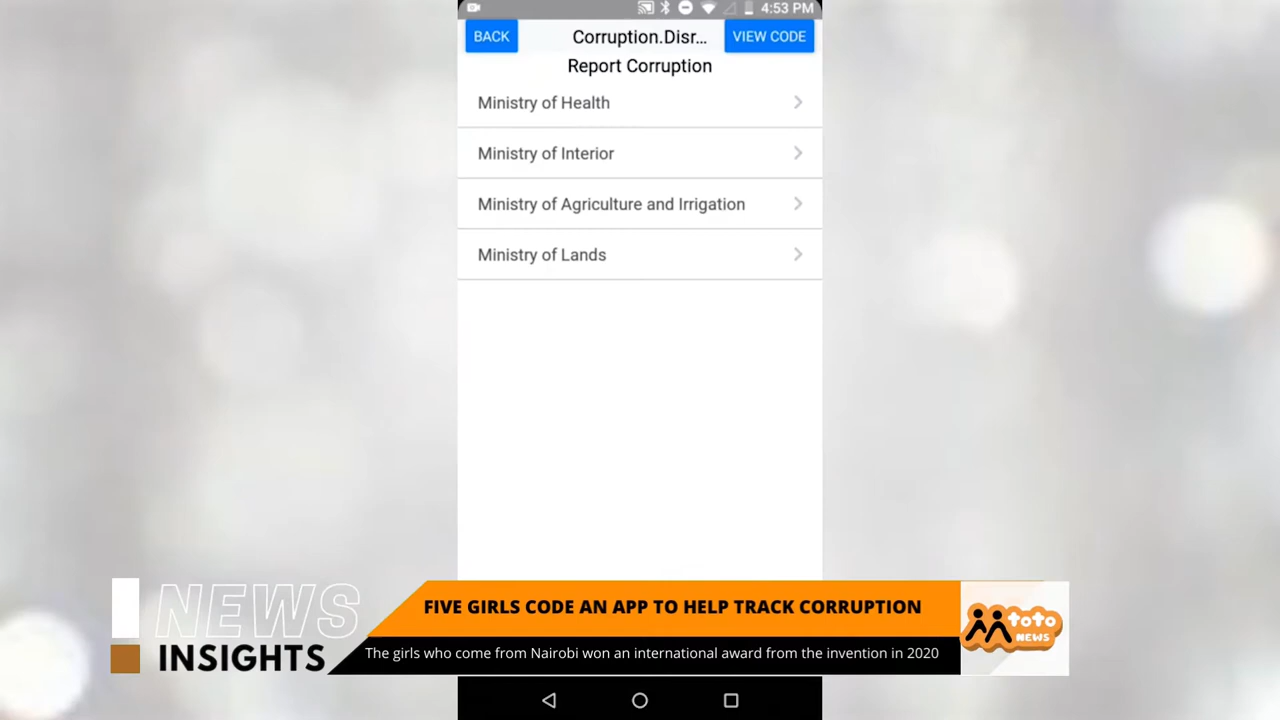 4:53 PM
BACK
Corruption.Disr...
VIEW CODE
Report Corruption
Ministry of Health
Ministry of Interior
Ministry of Agriculture and Irrigation
Ministry of Lands
NEWS
INSIGHTS
FIVE GIRLS CODE AN APP TO HELP TRACK CORRUPTION
The girls who come from Nairobi won an international award from the invention in 2020
Mtoto
NEWS